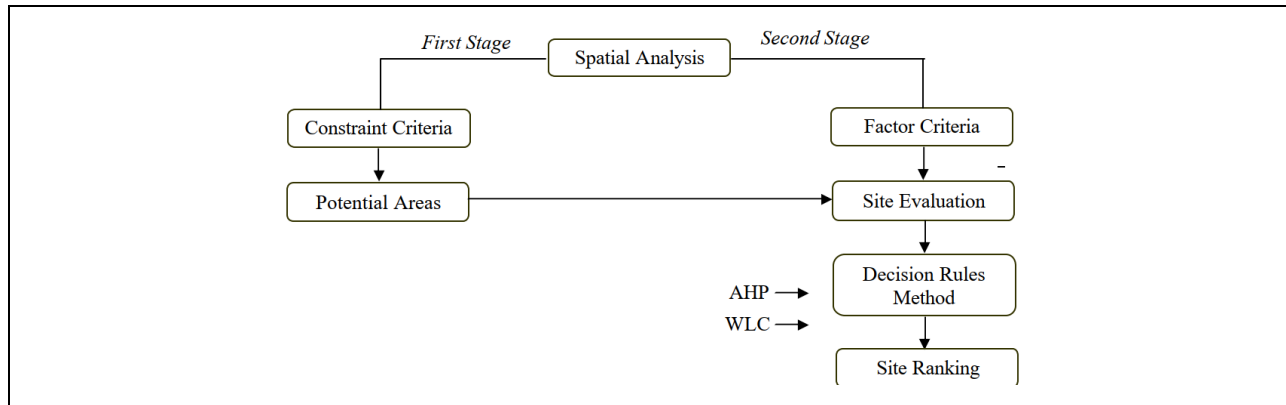 First Stage
Second Stage
Spatial Analysis
Constraint Criteria
Factor Criteria
Potential Areas
Site Evaluation
Decision Rules
Method
AHP
WLC
Site Ranking